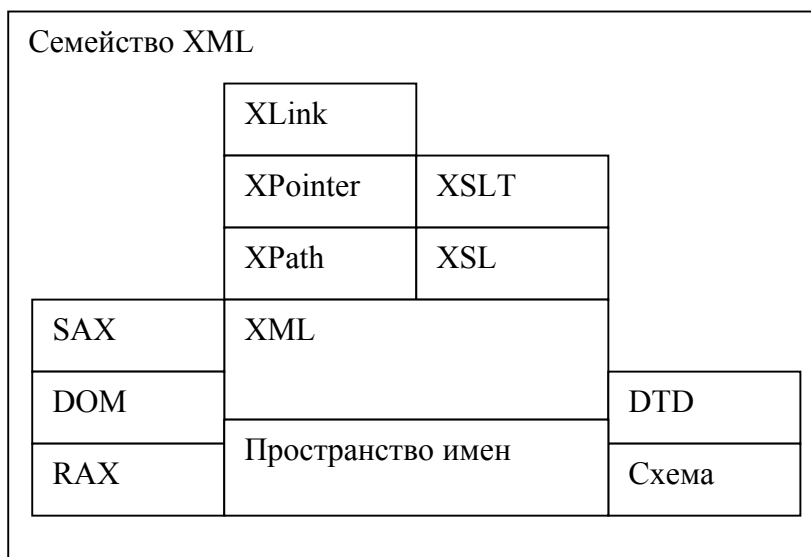 Семейство XML
XLink
XPointer XSLT
XPath XSL
SAX XML
DOM DTD
Пространство имен
RAX Схема